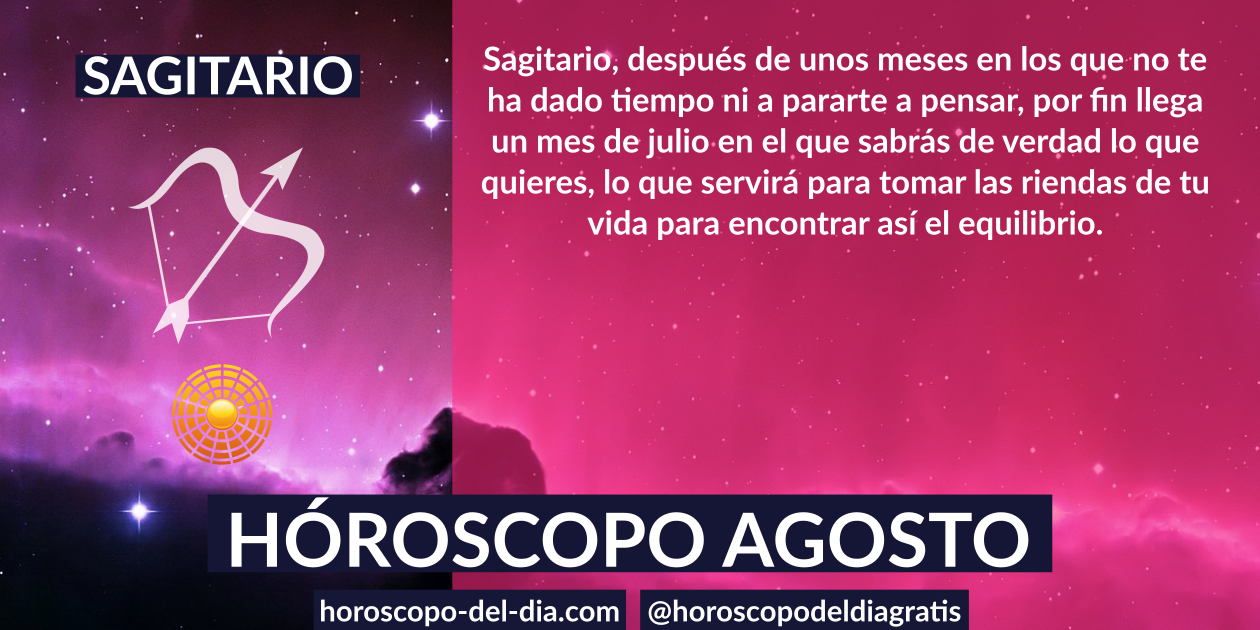 SAGITARIO
Sagitario, después de unos meses en los que no te
ha dado tiempo ni a pararte a pensar, por fin llega
un mes de julio en el que sabrás de verdad lo que
quieres, lo que servirá para tomar las riendas de tu
vida para encontrar así el equilibrio.
HÓROSCOPO AGOSTO
horoscopo-del-dia.com
@horoscopodeldiagratis